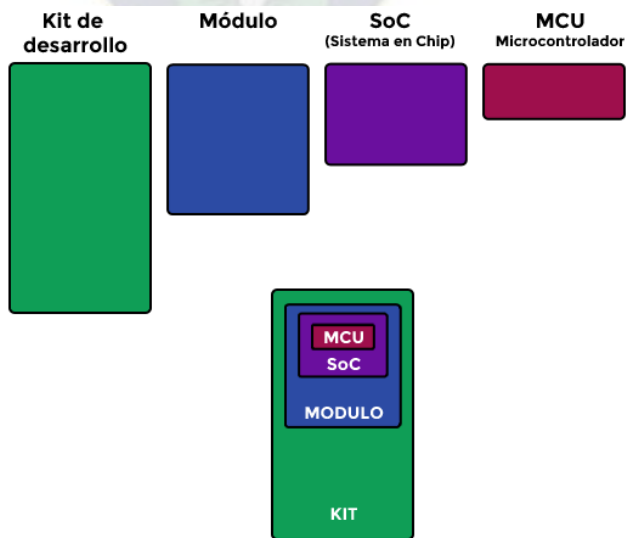 Kit de
desarrollo
Módulo
SoC
(Sistema en Chip)
MCU
Microcontrolador
MCU
SoC
MODULO
KIT